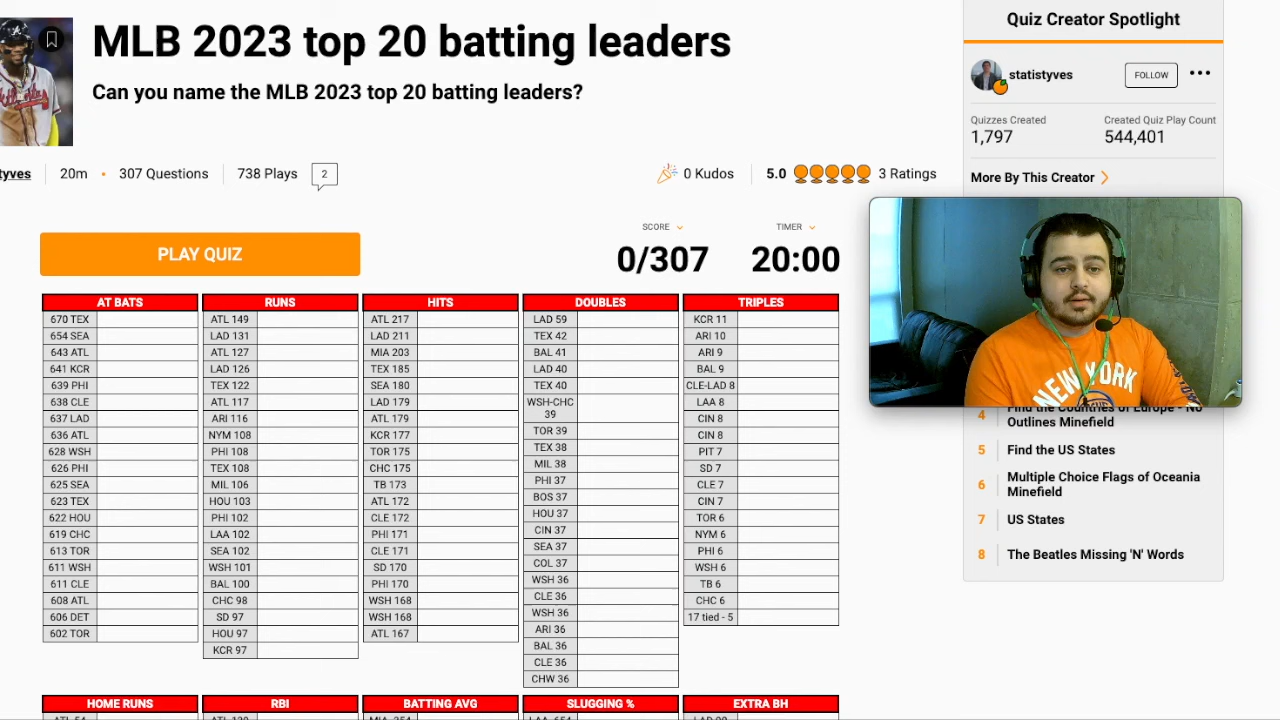 MLB 2023 top 20 batting leaders
Can you name the MLB 2023 top 20 batting leaders?
tyves 20m • 307 Questions 738 Plays 2
0 Kudos 5.0 3 Ratings
PLAY QUIZ
SCORE
0/307
TIMER
20:00
AT BATS
670 TEX
654 SEA
643 ATL
641 KCR
639 PHI
638 CLE
637 LAD
636 ATL
628 WSH
626 PHI
625 SEA
623 TEX
622 HOU
619 CHC
613 TOR
611 WSH
611 CLE
608 ATL
606 DET
602 TOR
RUNS
ATL 149
LAD 131
ATL 127
LAD 126
TEX 122
ATL 117
ARI 116
NYM 108
PHI 108
TEX 108
MIL 106
HOU 103
PHI 102
LAA 102
SEA 102
WSH 101
BAL 100
CHC 98
SD 97
HOU 97
KCR 97
HITS
ATL 217
LAD 211
MIA 203
TEX 185
SEA 180
LAD 179
ATL 179
KCR 177
TOR 175
CHC 175
TB 173
ATL 172
CLE 172
PHI 171
CLE 171
SD 170
PHI 170
WSH 168
WSH 168
ATL 167
DOUBLES
LAD 59
TEX 42
BAL 41
LAD 40
TEX 40
WSH-CHC
39
TOR 39
TEX 38
MIL 38
PHI 37
BOS 37
HOU 37
CIN 37
SEA 37
COL 37
WSH 36
CLE 36
WSH 36
ARI 36
BAL 36
CLE 36
CHW 36
TRIPLES
KCR 11
ARI 10
ARI 9
BAL 9
CLE-LAD 8
LAA 8
CIN 8
CIN 8
PIT 7
SD 7
CLE 7
CIN 7
TOR 6
NYM 6
PHI 6
WSH 6
TB 6
CHC 6
17 tied - 5
HOME RUNS
RBI
BATTING AVG
SLUGGING %
EXTRA BH
Quiz Creator Spotlight
statistyves
FOLLOW
Quizzes Created
1,797
Created Quiz Play Count
544,401
More By This Creator
NEW YORK
4 Find the Countries of Europe - No
Outlines Minefield
5 Find the US States
6 Multiple Choice Flags of Oceania
Minefield
7 US States
8 The Beatles Missing 'N' Words